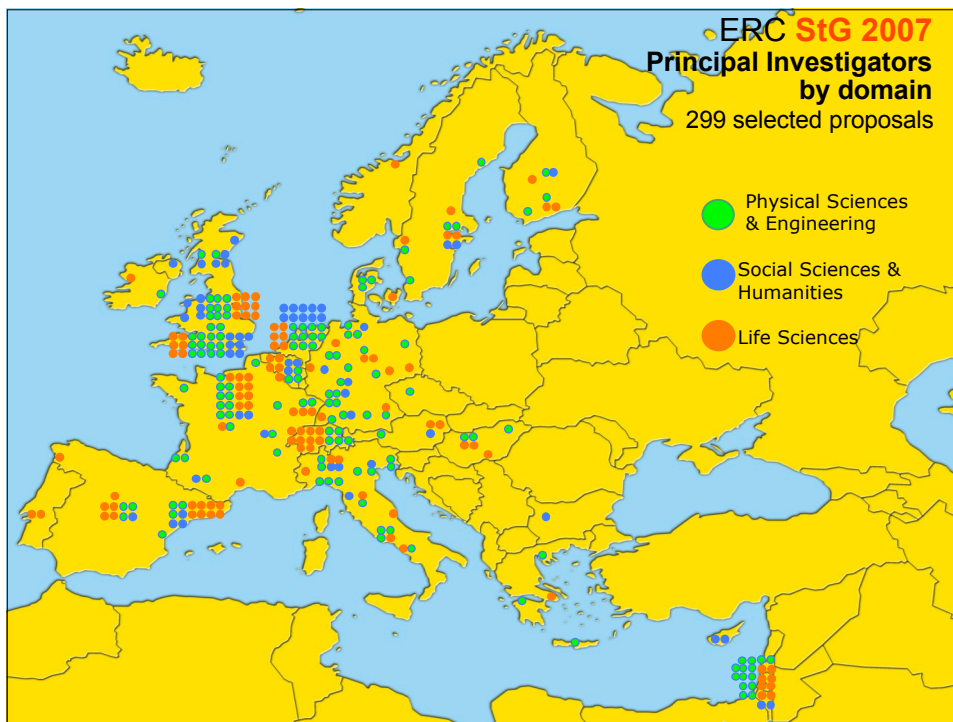 ERC StG 2007
Principal Investigators
by domain
299 selected proposals
Physical Sciences
& Engineering
Social Sciences &
Humanities
Life Sciences